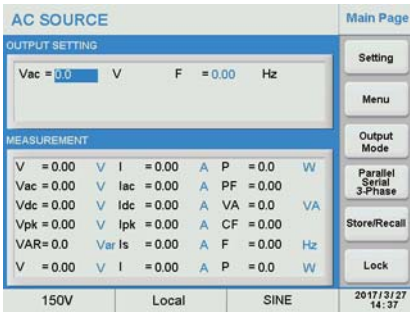 AC SOURCE
Main Page
OUTPUT SETTING
Vac = 0.0 V F = 0.00 Hz
MEASUREMENT
V = 0.00 V I = 0.00 A P = 0.0 W
Vac = 0.00 V Iac = 0.00 A PF = 0.00
Vdc = 0.00 V Idc = 0.00 A VA = 0.0 VA
Vpk = 0.00 V Ipk = 0.00 A CF = 0.00
VAR= 0.0 Var Is = 0.00 A F = 0.00 Hz
V = 0.00 V I = 0.00 A P = 0.0 W
Setting
Menu
Output
Mode
Parallel
Serial
3-Phase
Store/Recall
Lock
150V Local SINE
2017/3/27
14:37